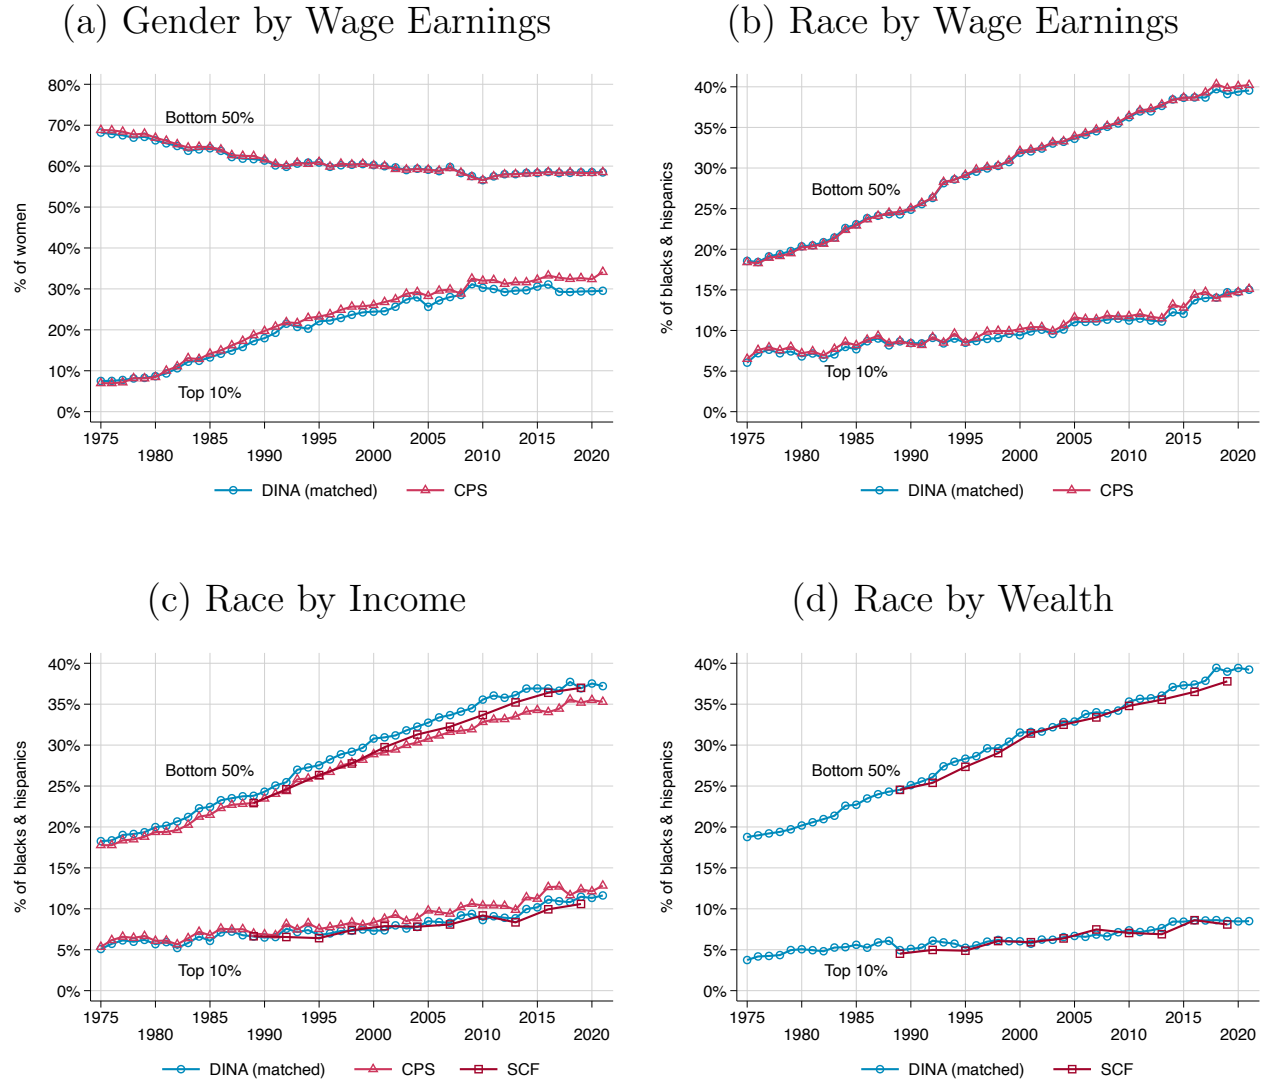 (a) Gender by Wage Earnings
80%
70%
60%
50%
40%
30%
20%
10%
0%
% of women
Bottom 50%
Top 10%
1975 1985 1995 2005 2015
1980 1990 2000 2010 2020
DINA (matched) CPS
(b) Race by Wage Earnings
40%
35%
30%
25%
20%
15%
10%
5%
0%
% of blacks & hispanics
Bottom 50%
Top 10%
1975 1985 1995 2005 2015
1980 1990 2000 2010 2020
DINA (matched) CPS
(c) Race by Income
40%
35%
30%
25%
20%
15%
10%
5%
0%
% of blacks & hispanics
Bottom 50%
Top 10%
1975 1985 1995 2005 2015
1980 1990 2000 2010 2020
DINA (matched) CPS SCF
(d) Race by Wealth
40%
35%
30%
25%
20%
15%
10%
5%
0%
% of blacks & hispanics
Bottom 50%
Top 10%
1975 1985 1995 2005 2015
1980 1990 2000 2010 2020
DINA (matched) SCF